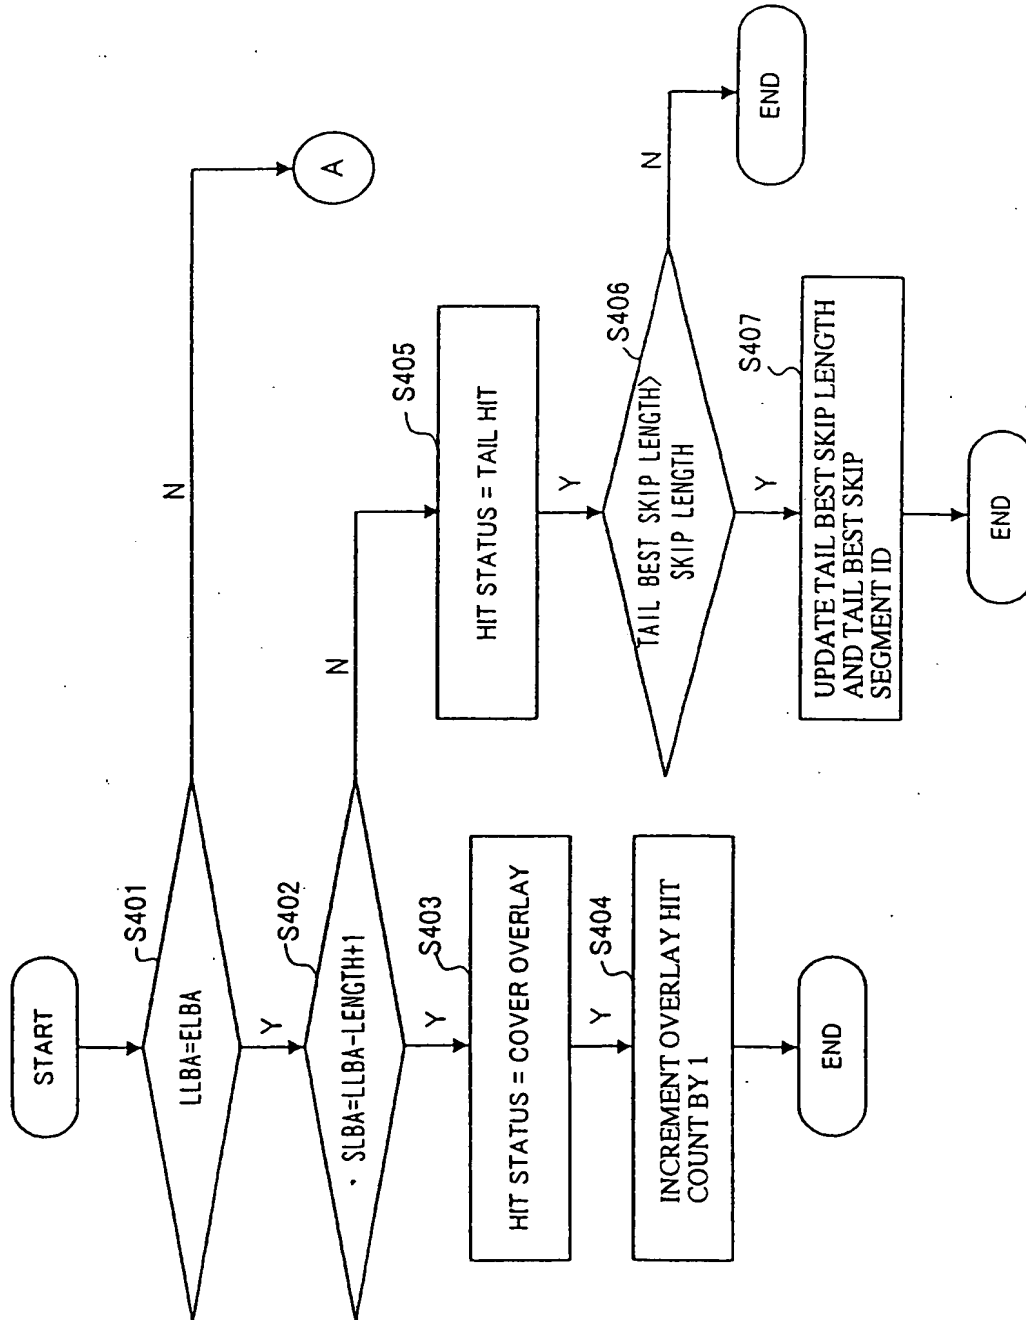 START
LLBA=ELBA
S401
N
A
Y
SLBA=LLBA-LENGTH+1
S402
N
Y
HIT STATUS = COVER OVERLAY
S403
Y
INCREMENT OVERLAY HIT
COUNT BY 1
S404
END
HIT STATUS = TAIL HIT
S405
Y
TAIL BEST SKIP LENGTH>
SKIP LENGTH
S406
N
END
Y
UPDATE TAIL BEST SKIP LENGTH
AND TAIL BEST SKIP
SEGMENT ID
S407
END